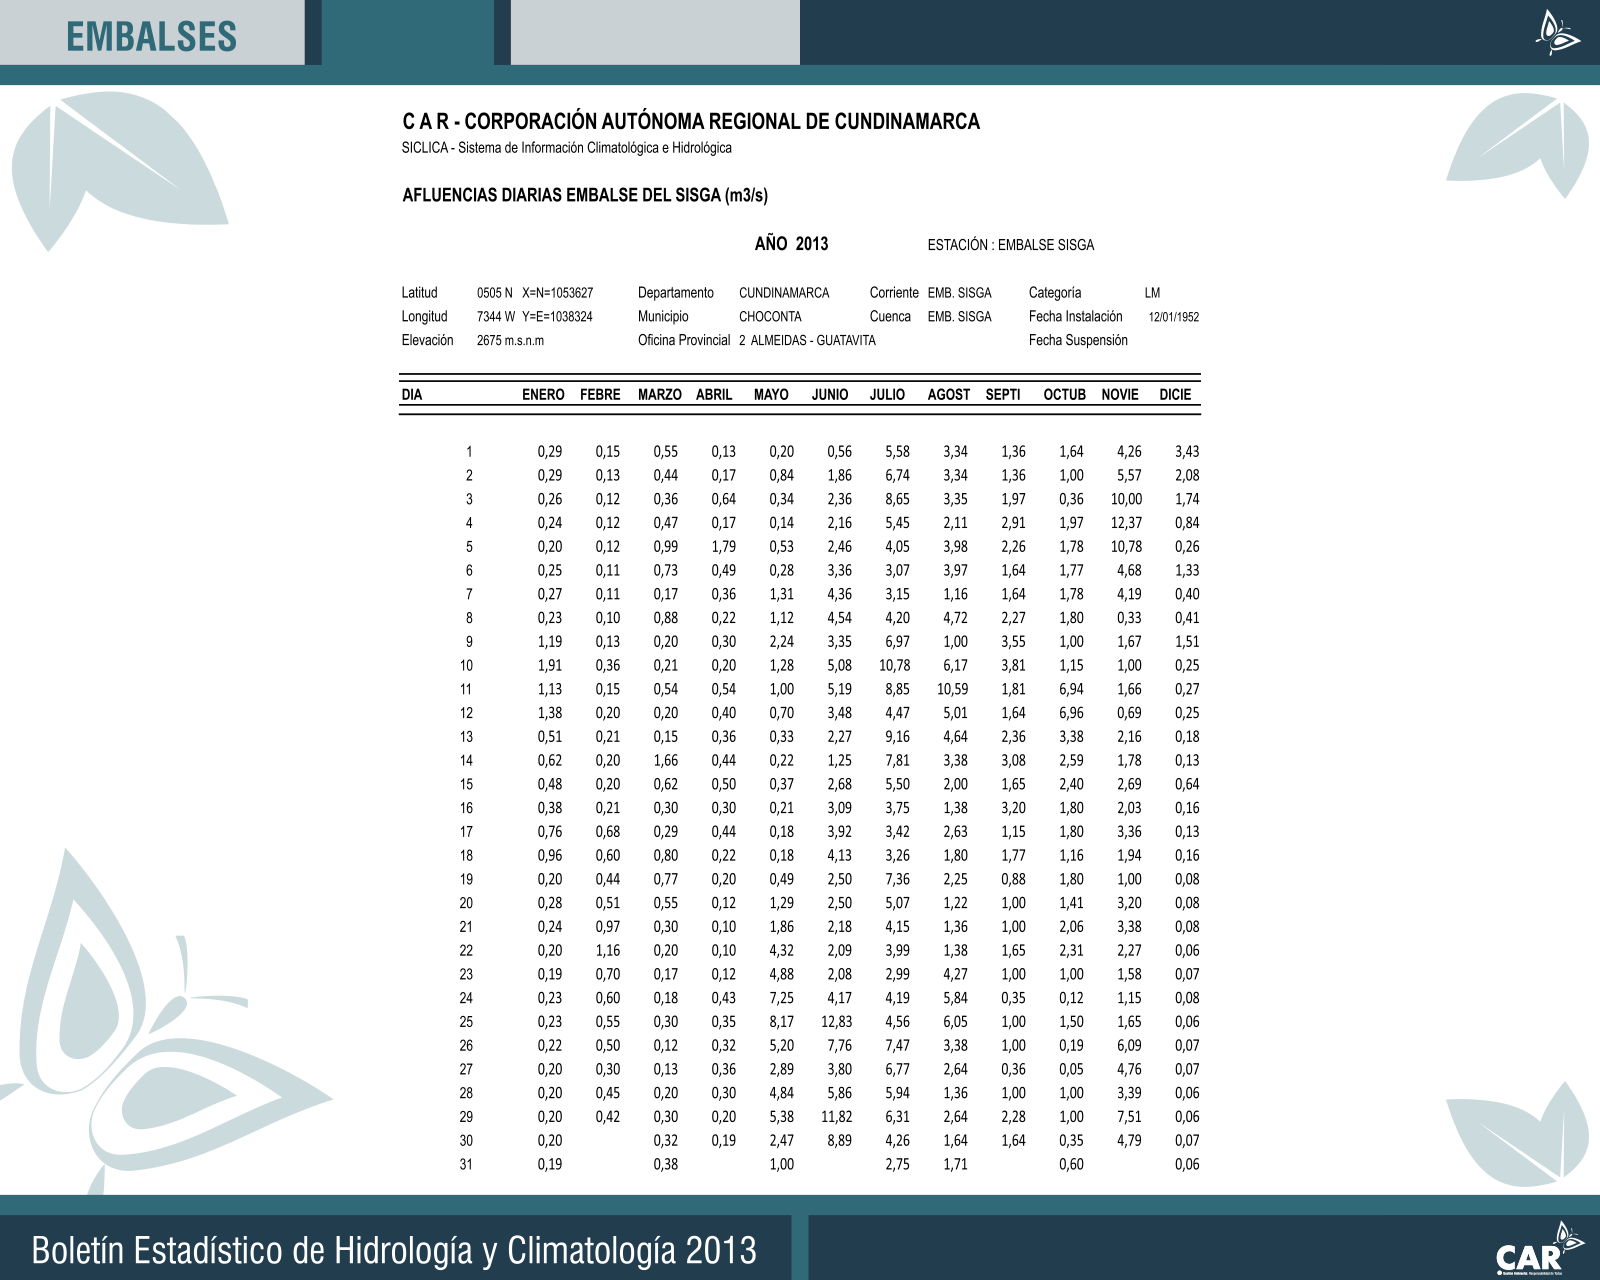 EMBALSES
C A R - CORPORACIÓN AUTÓNOMA REGIONAL DE CUNDINAMARCA
SICLICA - Sistema de Información Climatológica e Hidrológica
AFLUENCIAS DIARIAS EMBALSE DEL SISGA (m3/s)
AÑO 2013 ESTACIÓN : EMBALSE SISGA
Latitud 0505 N X=N=1053627 Departamento CUNDINAMARCA Corriente EMB. SISGA Categoría LM
Longitud 7344 W Y=E=1038324 Municipio CHOCONTA Cuenca EMB. SISGA Fecha Instalación 12/01/1952
Elevación 2675 m.s.n.m Oficina Provincial 2 ALMEIDAS - GUATAVITA Fecha Suspensión
DIA ENERO FEBRE MARZO ABRIL MAYO JUNIO JULIO AGOST SEPTI OCTUB NOVIE DICIE
1 0,29 0,15 0,55 0,13 0,20 0,56 5,58 3,34 1,36 1,64 4,26 3,43
2 0,29 0,13 0,44 0,17 0,84 1,86 6,74 3,34 1,36 1,00 5,57 2,08
3 0,26 0,12 0,36 0,64 0,34 2,36 8,65 3,35 1,97 0,36 10,00 1,74
4 0,24 0,12 0,47 0,17 0,14 2,16 5,45 2,11 2,91 1,97 12,37 0,84
5 0,20 0,12 0,99 1,79 0,53 2,46 4,05 3,98 2,26 1,78 10,78 0,26
6 0,25 0,11 0,73 0,49 0,28 3,36 3,07 3,97 1,64 1,77 4,68 1,33
7 0,27 0,11 0,17 0,36 1,31 4,36 3,15 1,16 1,64 1,78 4,19 0,40
8 0,23 0,10 0,88 0,22 1,12 4,54 4,20 4,72 2,27 1,80 0,33 0,41
9 1,19 0,13 0,20 0,30 2,24 3,35 6,97 1,00 3,55 1,00 1,67 1,51
10 1,91 0,36 0,21 0,20 1,28 5,08 10,78 6,17 3,81 1,15 1,00 0,25
11 1,13 0,15 0,54 0,54 1,00 5,19 8,85 10,59 1,81 6,94 1,66 0,27
12 1,38 0,20 0,20 0,40 0,70 3,48 4,47 5,01 1,64 6,96 0,69 0,25
13 0,51 0,21 0,15 0,36 0,33 2,27 9,16 4,64 2,36 3,38 2,16 0,18
14 0,62 0,20 1,66 0,44 0,22 1,25 7,81 3,38 3,08 2,59 1,78 0,13
15 0,48 0,20 0,62 0,50 0,37 2,68 5,50 2,00 1,65 2,40 2,69 0,64
16 0,38 0,21 0,30 0,30 0,21 3,09 3,75 1,38 3,20 1,80 2,03 0,16
17 0,76 0,68 0,29 0,44 0,18 3,92 3,42 2,63 1,15 1,80 3,36 0,13
18 0,96 0,60 0,80 0,22 0,18 4,13 3,26 1,80 1,77 1,16 1,94 0,16
19 0,20 0,44 0,77 0,20 0,49 2,50 7,36 2,25 0,88 1,80 1,00 0,08
20 0,28 0,51 0,55 0,12 1,29 2,50 5,07 1,22 1,00 1,41 3,20 0,08
21 0,24 0,97 0,30 0,10 1,86 2,18 4,15 1,36 1,00 2,06 3,38 0,08
22 0,20 1,16 0,20 0,10 4,32 2,09 3,99 1,38 1,65 2,31 2,27 0,06
23 0,19 0,70 0,17 0,12 4,88 2,08 2,99 4,27 1,00 1,00 1,58 0,07
24 0,23 0,60 0,18 0,43 7,25 4,17 4,19 5,84 0,35 0,12 1,15 0,08
25 0,23 0,55 0,30 0,35 8,17 12,83 4,56 6,05 1,00 1,50 1,65 0,06
26 0,22 0,50 0,12 0,32 5,20 7,76 7,47 3,38 1,00 0,19 6,09 0,07
27 0,20 0,30 0,13 0,36 2,89 3,80 6,77 2,64 0,36 0,05 4,76 0,07
28 0,20 0,45 0,20 0,30 4,84 5,86 5,94 1,36 1,00 1,00 3,39 0,06
29 0,20 0,42 0,30 0,20 5,38 11,82 6,31 2,64 2,28 1,00 7,51 0,06
30 0,20 0,32 0,19 2,47 8,89 4,26 1,64 1,64 0,35 4,79 0,07
31 0,19 0,38 1,00 2,75 1,71 0,60 0,06
Boletín Estadístico de Hidrología y Climatología 2013
CAR